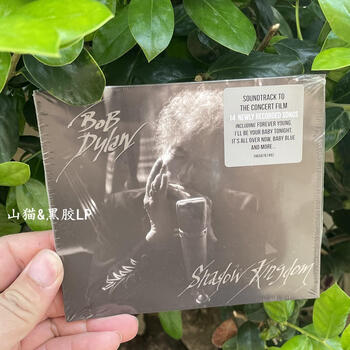 BOB
Dylan
SOUNDTRACK TO
THE CONCERT FILM
14 NEWLY RECORDED SONGS
INCLUDING FOREVER YOUNG,
I'LL BE YOUR BABY TONIGHT,
IT'S ALL OVER NOW, BABY BLUE
AND MORE...
山猫&黑胶LP
Shadow Kingdom